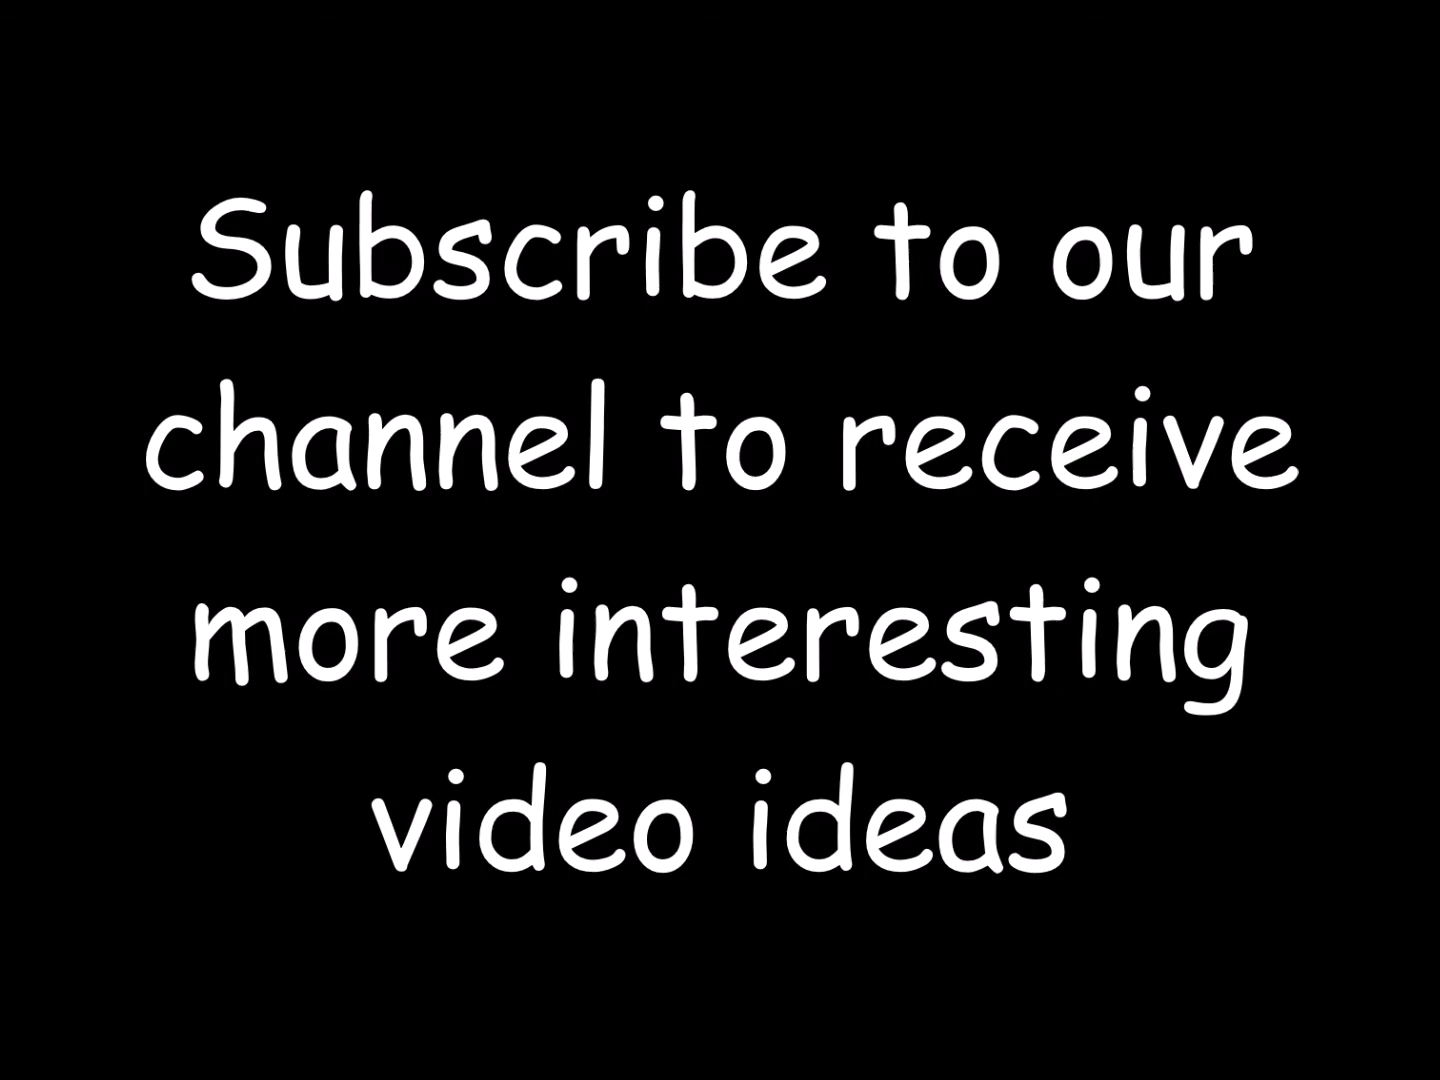 Subscribe to our
channel to receive
more interesting
video ideas